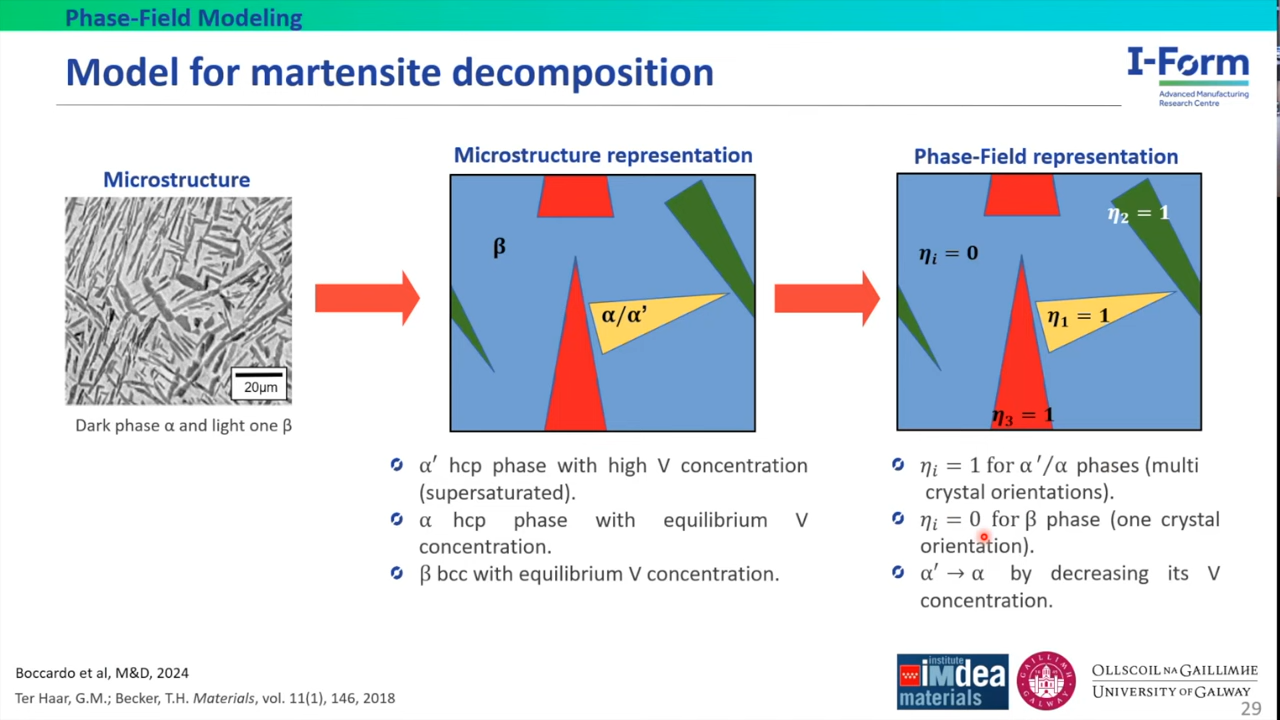 Phase-Field Modeling
Model for martensite decomposition
I-Form
Advanced Manufacturing
Research Centre
Microstructure
20μm
Dark phase α and light one β
Microstructure representation
β
α/α’
α′ hcp phase with high V concentration
(supersaturated).
α hcp phase with equilibrium V
concentration.
β bcc with equilibrium V concentration.
Phase-Field representation
η₂ = 1
ηᵢ = 0
η₁ = 1
η₃ = 1
ηᵢ = 1 for α′/α phases (multi
crystal orientations).
ηᵢ = 0 for β phase (one crystal
orientation).
α′ → α by decreasing its V
concentration.
Boccardo et al, M&D, 2024
Ter Haar, G.M.; Becker, T.H. Materials, vol. 11(1), 146, 2018
institute
iMdea
materials
GAILLIMH
GALWAY
OLLSCOIL NA GAILLIMHE
UNIVERSITY OF GALWAY
29